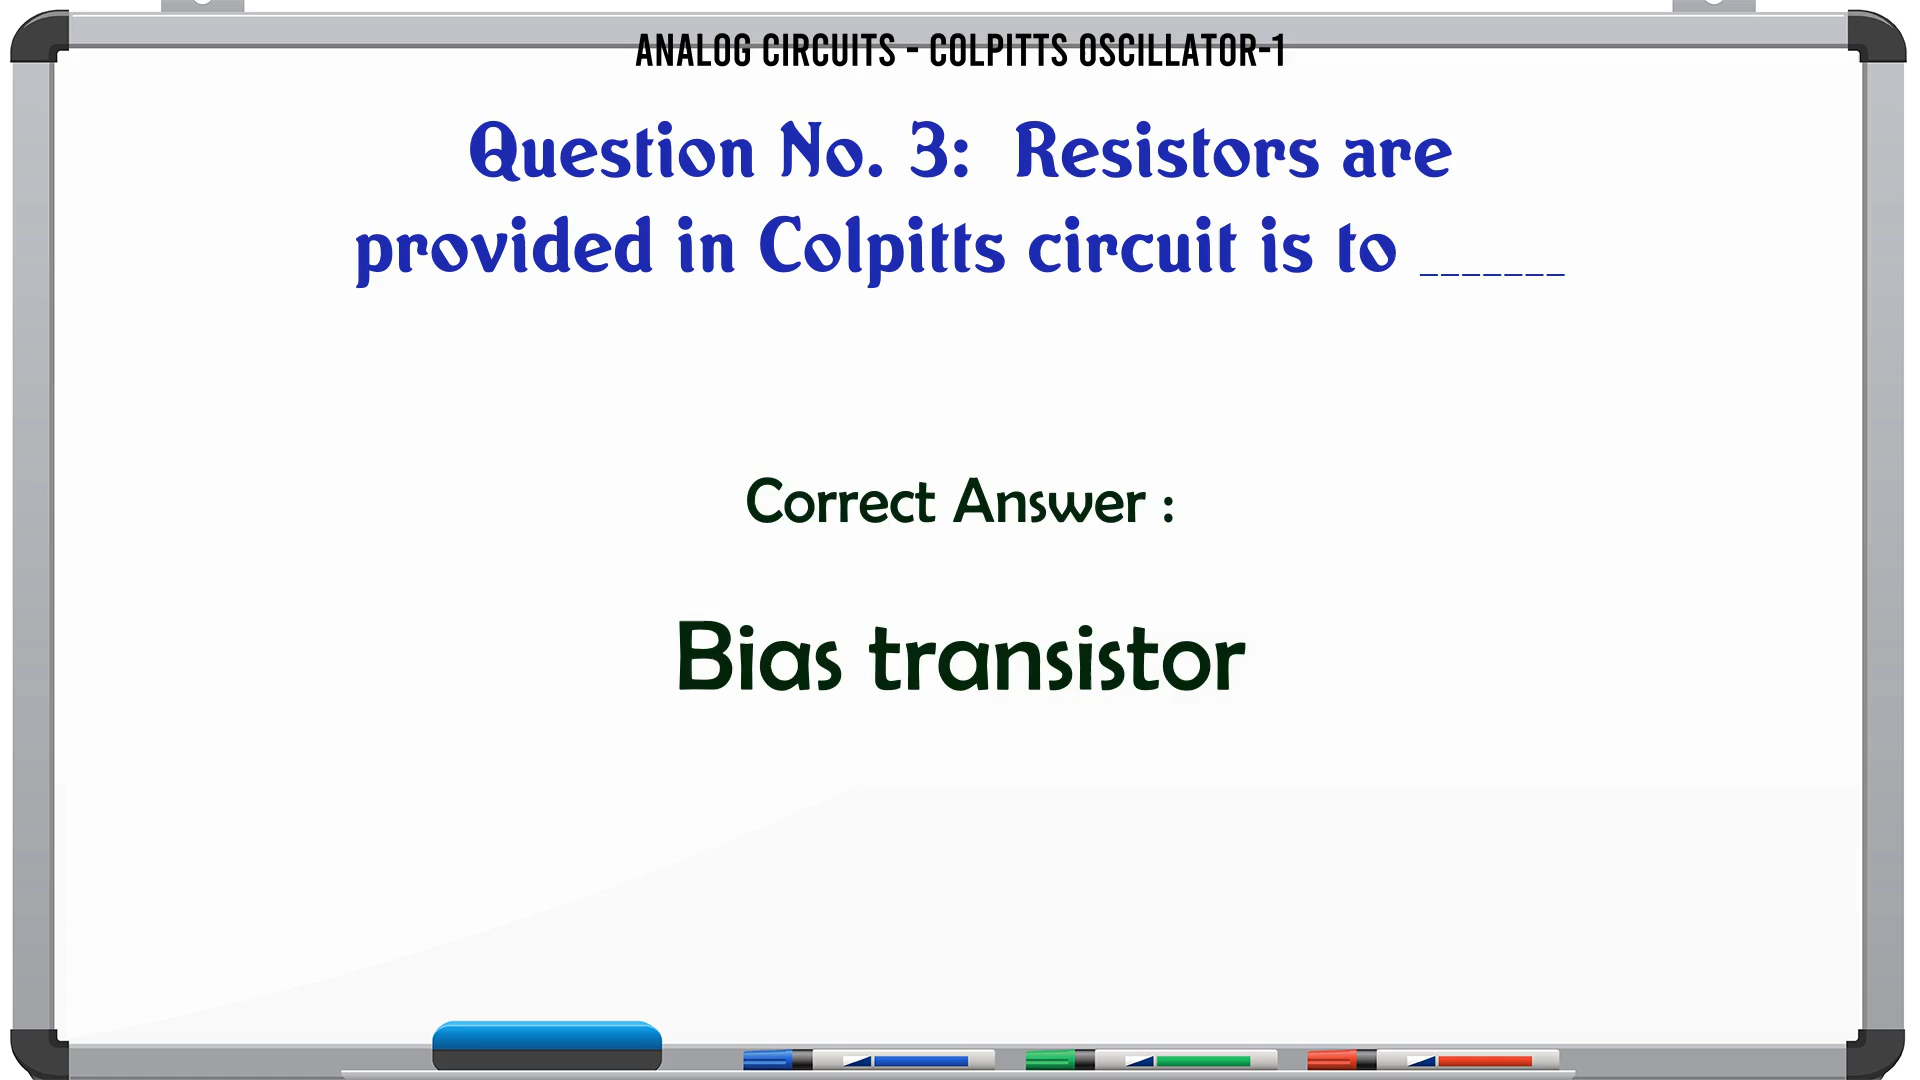 ANALOG CIRCUITS - COLPITTS OSCILLATOR-1
Question No. 3: Resistors are
provided in Colpitts circuit is to _______
Correct Answer :
Bias transistor